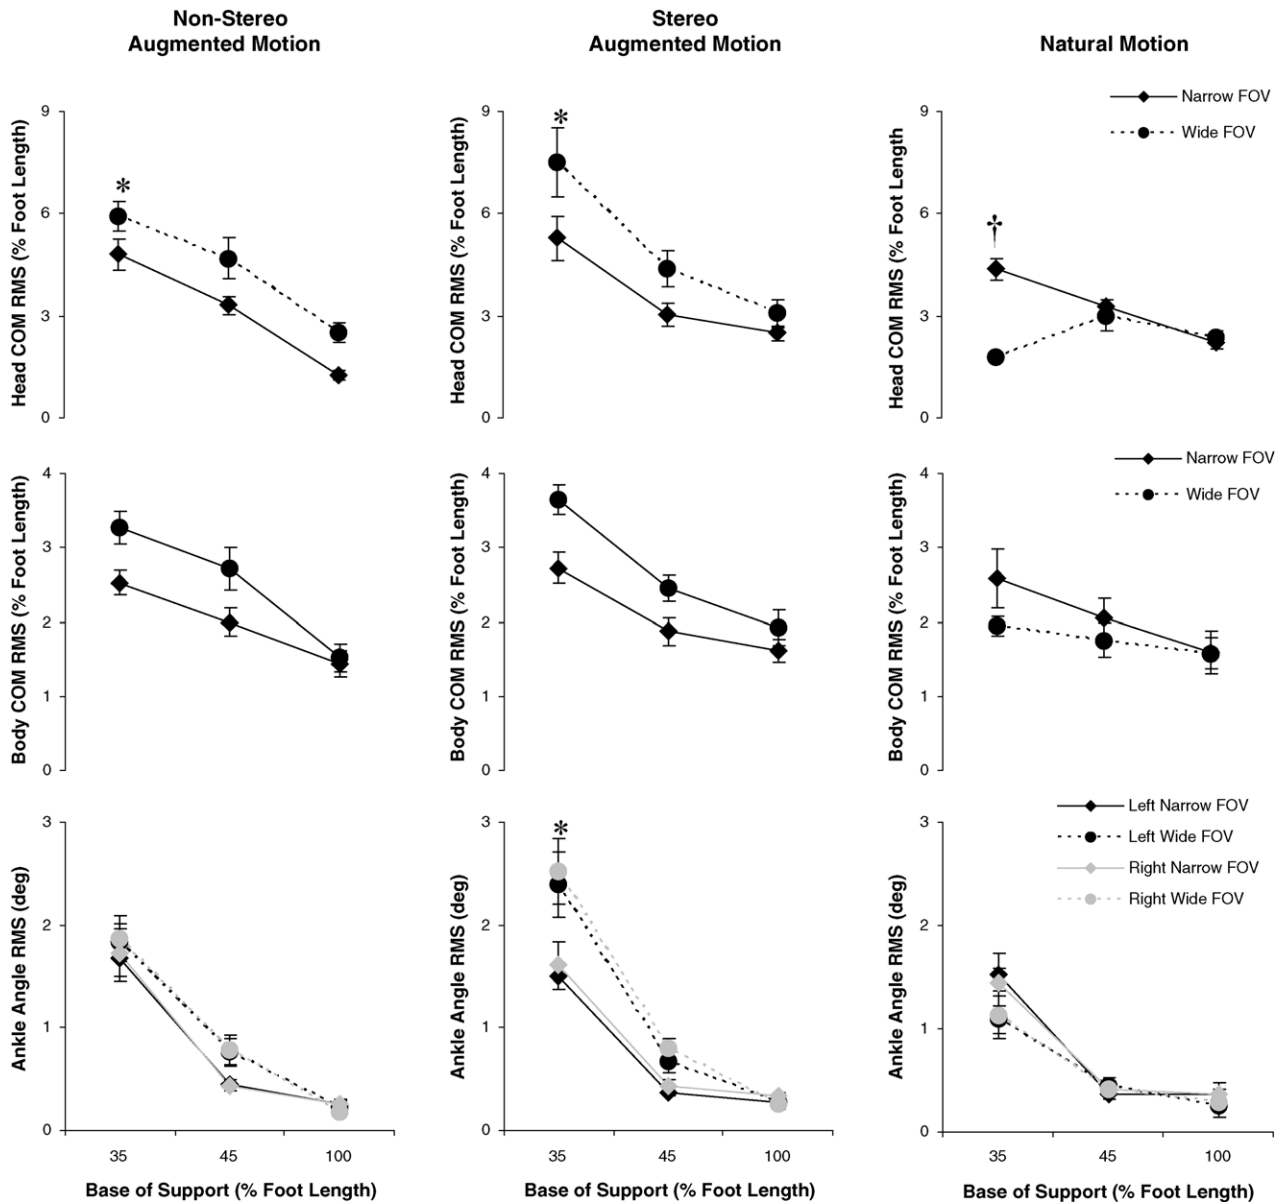 Non-Stereo
Augmented Motion
Stereo
Augmented Motion
Natural Motion
Head COM RMS (% Foot Length)
9
6
3
0
*
Head COM RMS (% Foot Length)
9
6
3
0
*
Head COM RMS (% Foot Length
9
6
3
0
†
Narrow FOV
Wide FOV
Body COM RMS (% Foot Length)
4
3
2
1
0
Body COM RMS (% Foot Length)
4
3
2
1
0
Body COM RMS (% Foot Length)
4
3
2
1
0
Narrow FOV
Wide FOV
Ankle Angle RMS (deg)
3
2
1
0
35 45 100
Base of Support (% Foot Length)
Ankle Angle RMS (deg)
3
2
1
0
*
35 45 100
Base of Support (% Foot Length)
Ankle Angle RMS (deg)
3
2
1
0
Left Narrow FOV
Left Wide FOV
Right Narrow FOV
Right Wide FOV
35 45 100
Base of Support (% Foot Length)